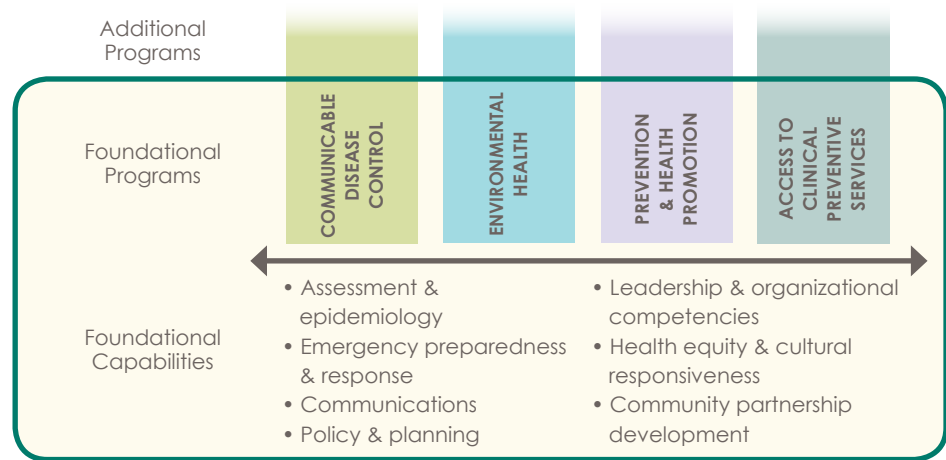 Additional
Programs
Foundational
Programs
COMMUNICABLE
DISEASE
CONTROL
ENVIRONMENTAL
HEALTH
PREVENTION
& HEALTH
PROMOTION
ACCESS TO
CLINICAL
PREVENTIVE
SERVICES
Foundational
Capabilities
• Assessment &
epidemiology
• Emergency preparedness
& response
• Communications
• Policy & planning
• Leadership & organizational
competencies
• Health equity & cultural
responsiveness
• Community partnership
development